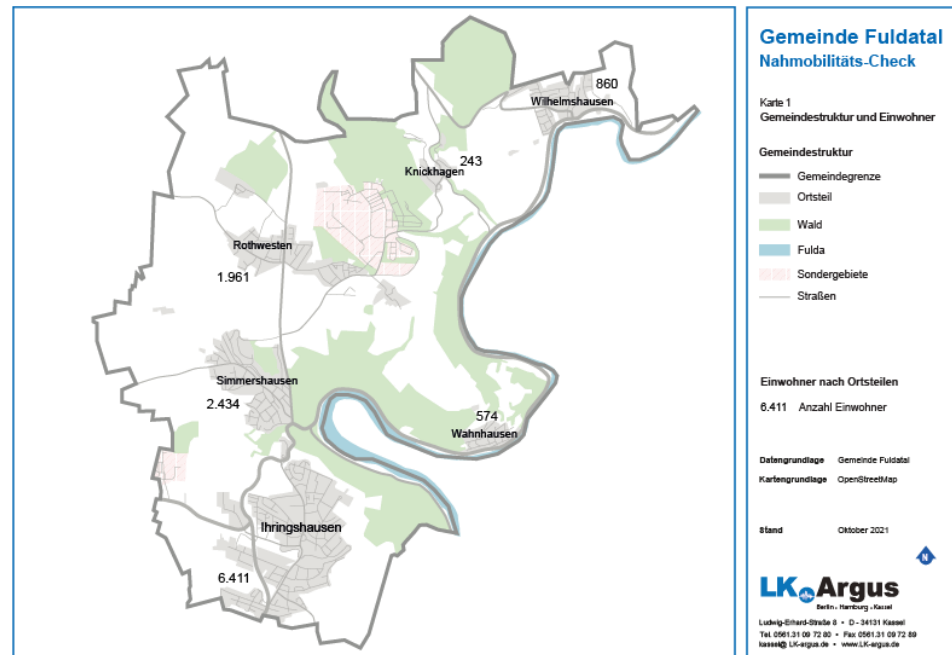 860
Wilhelmshausen
243
Knickhagen
Rothwesten
1.961
Simmershausen
2.434
574
Wahnhausen
Ihringshausen
6.411
Gemeinde Fuldatal
Nahmobilitäts-Check
Karte 1
Gemeindestruktur und Einwohner
Gemeindestruktur
Gemeindegrenze
Ortsteil
Wald
Fulda
Sondergebiete
Straßen
Einwohner nach Ortsteilen
6.411 Anzahl Einwohner
Datengrundlage Gemeinde Fuldatal
Kartengrundlage OpenStreetMap
Stand Oktober 2021
N
LK Argus
Berlin • Hamburg • Kassel
Ludwig-Erhard-Straße 8 • D - 34131 Kassel
Tel. 0561.31 09 72 80 • Fax 0561.31 09 72 89
kassel@ LK-argus.de • www.LK-argus.de